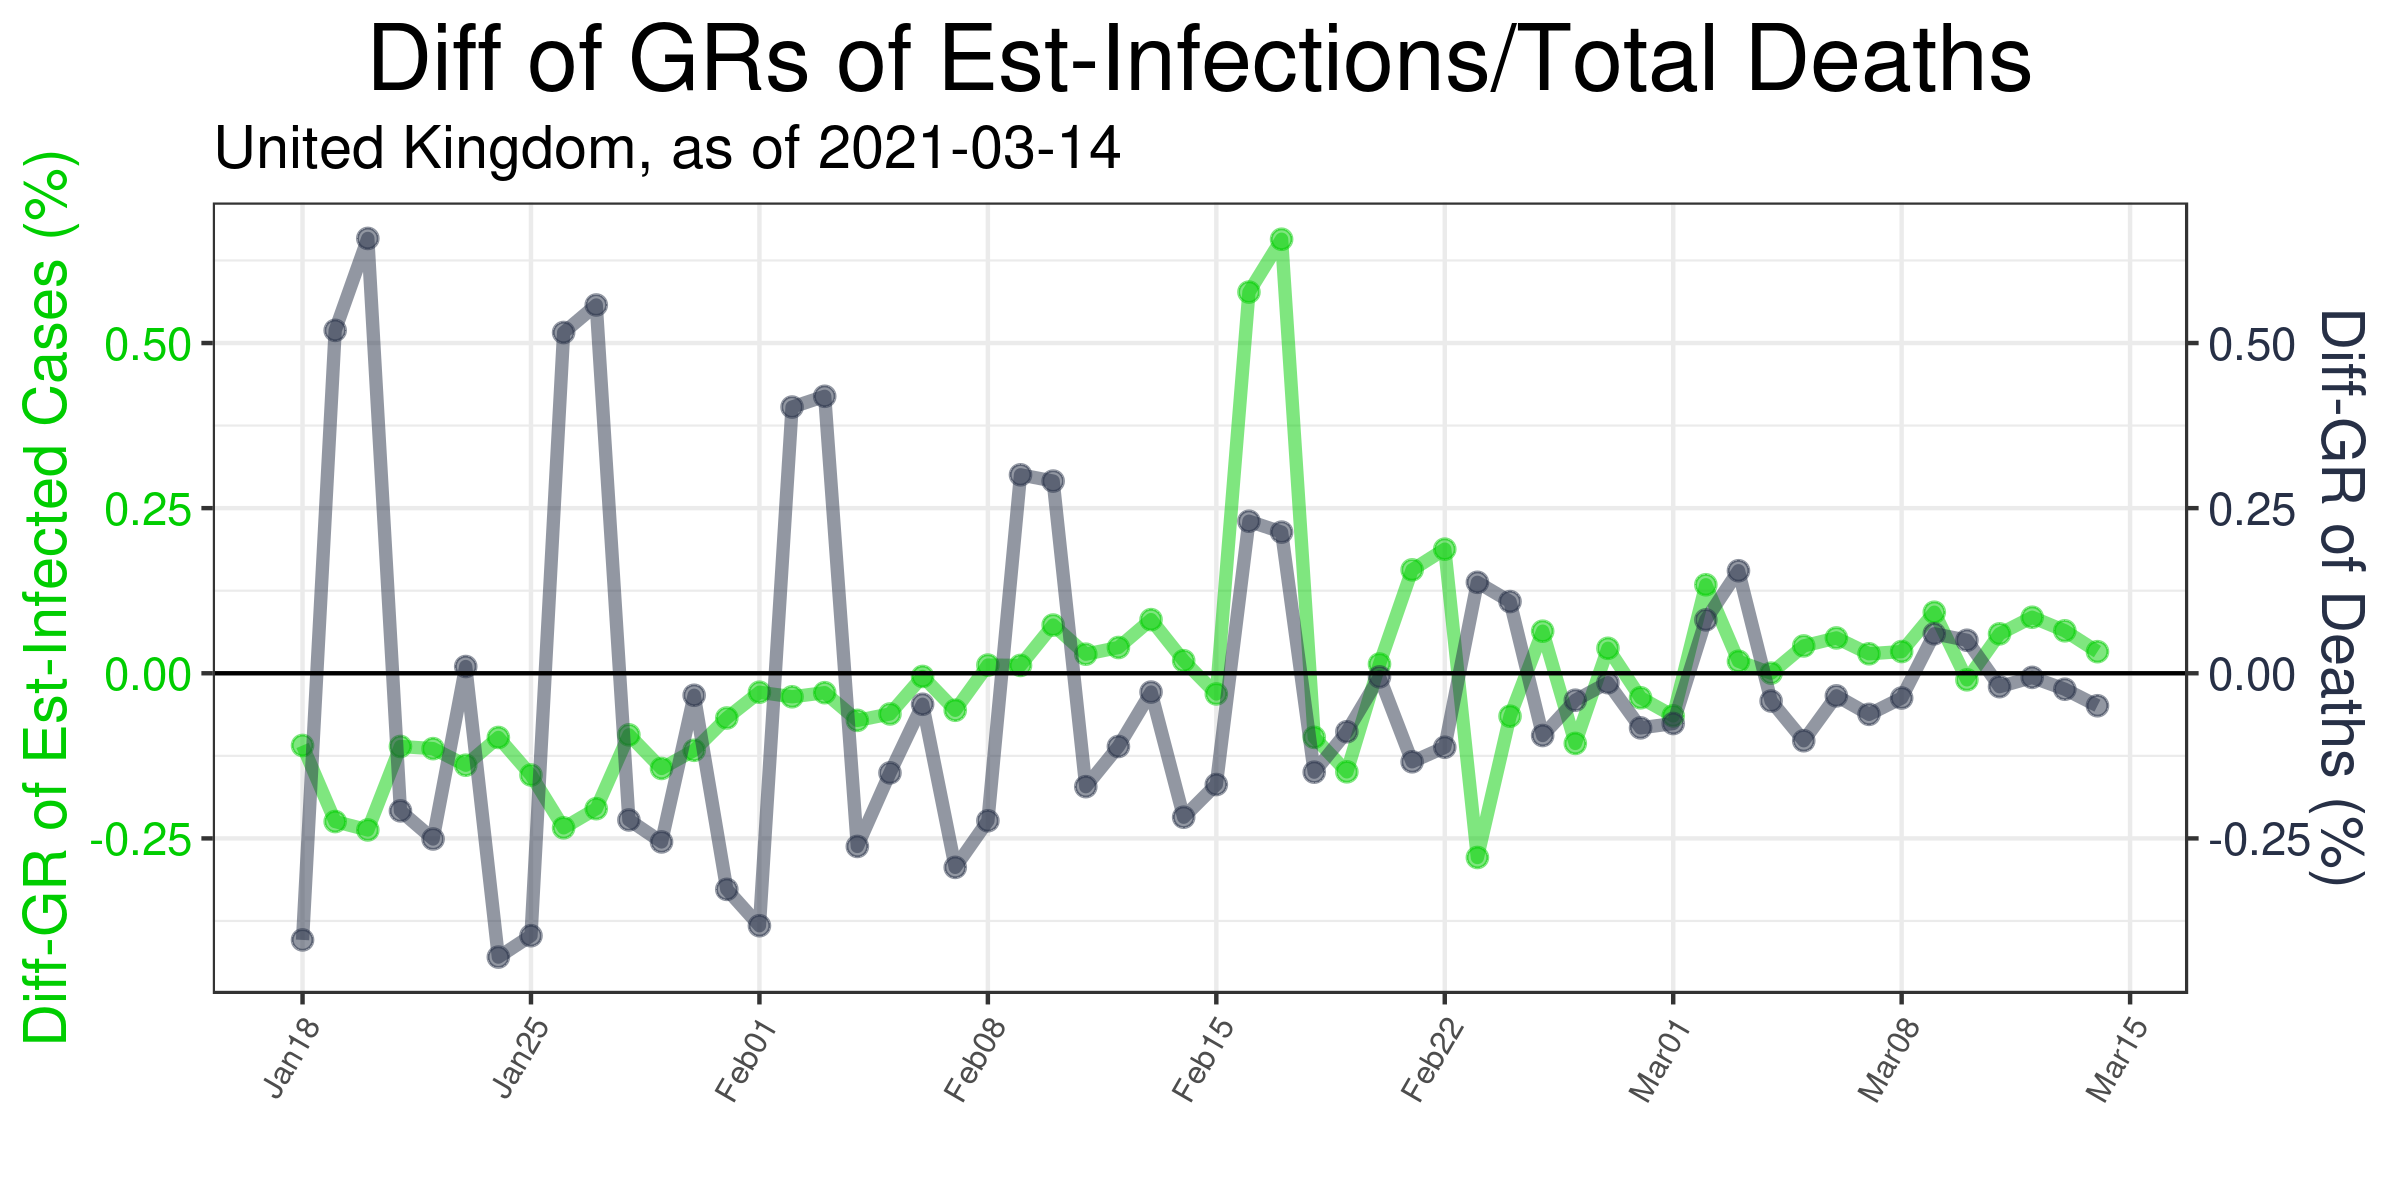 Diff of GRs of Est-Infections/Total Deaths
United Kingdom, as of 2021-03-14
Diff-GR of Est-Infected Cases (%)
0.50
0.25
0.00
-0.25
0.50
0.25
0.00
-0.25
Diff-GR of Deaths (%)
Jan18
Jan25
Feb01
Feb08
Feb15
Feb22
Mar01
Mar08
Mar15